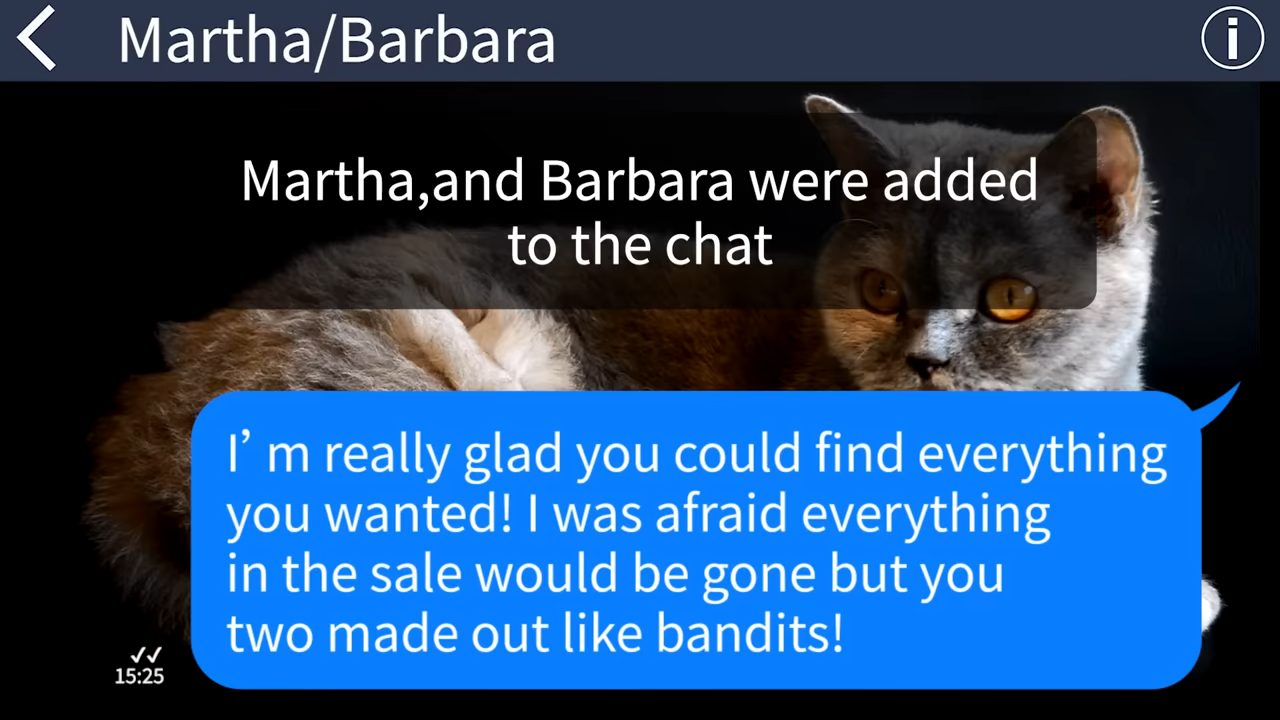 Martha/Barbara
Martha,and Barbara were added
to the chat
I’m really glad you could find everything
you wanted! I was afraid everything
in the sale would be gone but you
two made out like bandits!
15:25